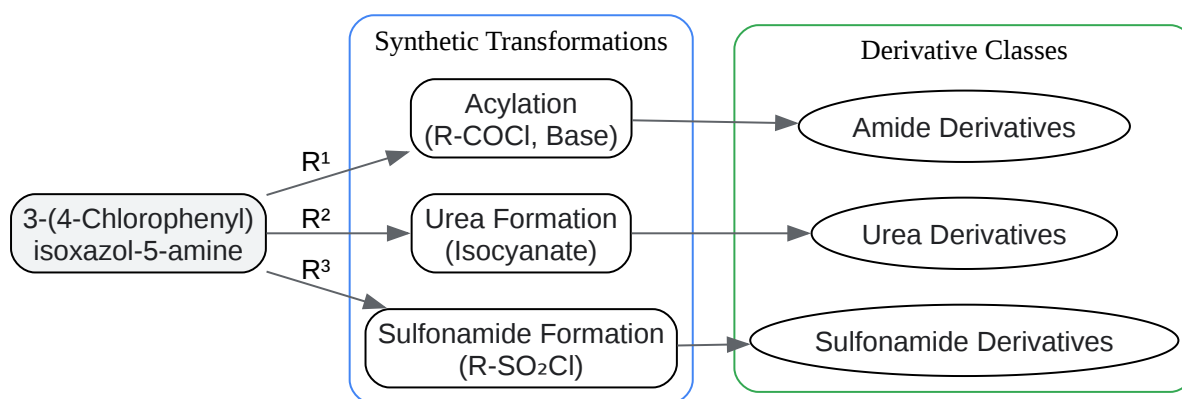 Synthetic Transformations
Derivative Classes
3-(4-Chlorophenyl)
isoxazol-5-amine
R¹
R²
R³
Acylation
(R-COCl, Base)
Urea Formation
(Isocyanate)
Sulfonamide Formation
(R-SO₂Cl)
Amide Derivatives
Urea Derivatives
Sulfonamide Derivatives